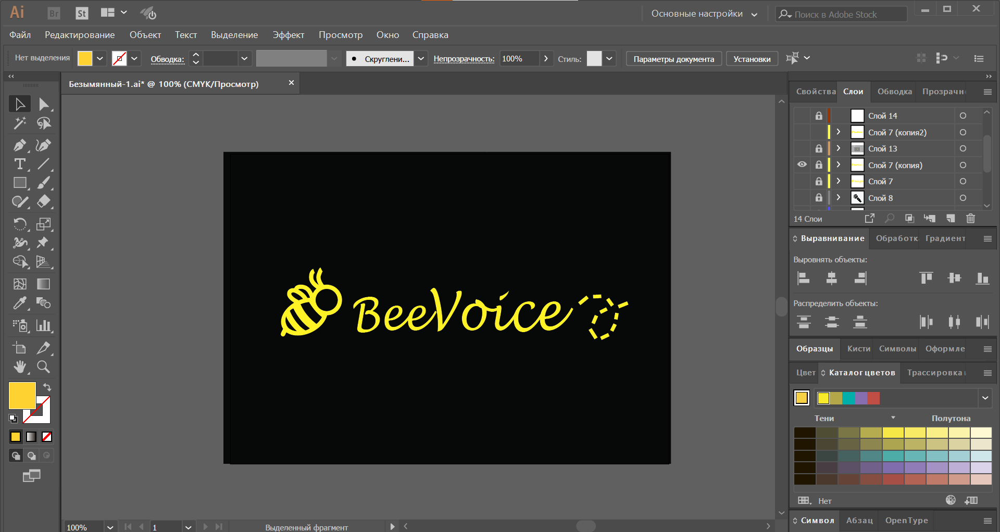 Ai Br St Основные настройки Поиск в Adobe Stock
Файл Редактирование Объект Текст Выделение Эффект Просмотр Окно Справка
Нет выделения Обводка: Скруглени... Непрозрачность: 100% Стиль: Параметры документа Установки
Безымянный-1.ai* @ 100% (CMYK/Просмотр)
Свойства Слои Обводка Прозрачн
Слой 14
Слой 7 (копия2)
Слой 13
Слой 7 (копия)
Слой 7
Слой 8
14 Слои
Выравнивание Обработк Градиент
Выровнять объекты:
Распределить объекты:
BeeVoice
Образцы Кисти Символы Оформле
Цвет Каталог цветов Трассировка
Тени Полутона
Нет
Символ Абзац OpenType
100% 1 Выделенный фрагмент